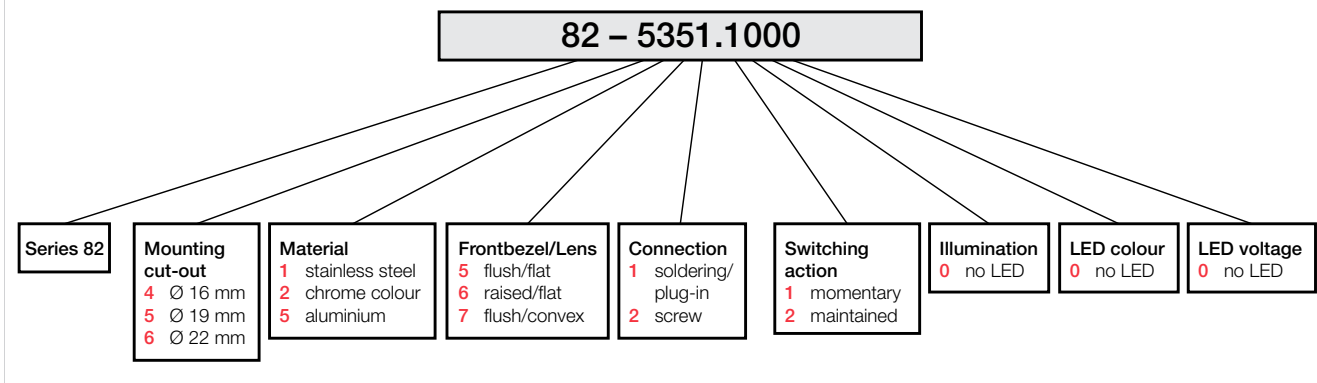 82 – 5351.1000
Series 82
Mounting
cut-out
4 Ø 16 mm
5 Ø 19 mm
6 Ø 22 mm
Material
1 stainless steel
2 chrome colour
5 aluminium
Frontbezel/Lens
5 flush/flat
6 raised/flat
7 flush/convex
Connection
1 soldering/
plug-in
2 screw
Switching
action
1 momentary
2 maintained
Illumination
0 no LED
LED colour
0 no LED
LED voltage
0 no LED